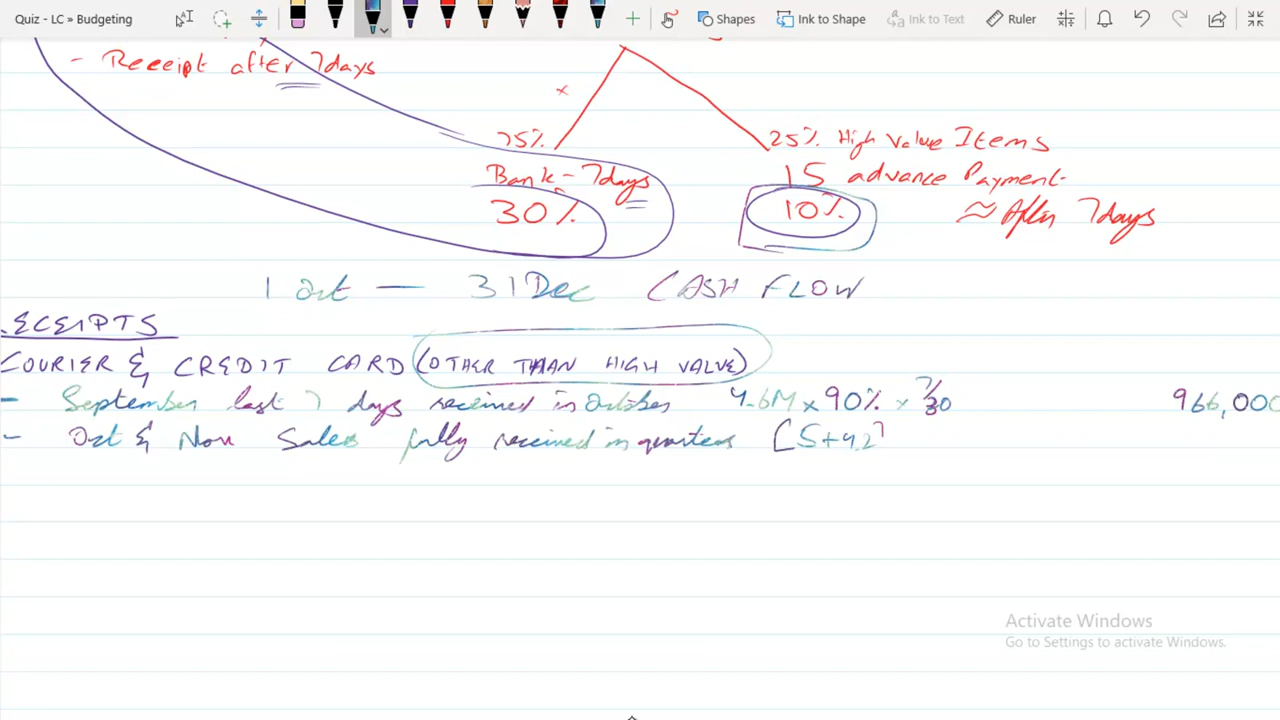 Quiz - LC » Budgeting Shapes Ink to Shape Ink to Text Ruler
- Receipt after 7days
75% 25% High Value Items
Bank - 7days 15 advance Payment
30% 10% ≈ After 7days
1 Oct — 31 Dec CASH FLOW
RECEIPTS
COURIER & CREDIT CARD (OTHER THAN HIGH VALUE)
- September last 7 days received in October 4.6M x 90% x 7/30 966,000
- Oct & Nov Sales fully received in quarters [5+4.2
Activate Windows
Go to Settings to activate Windows.